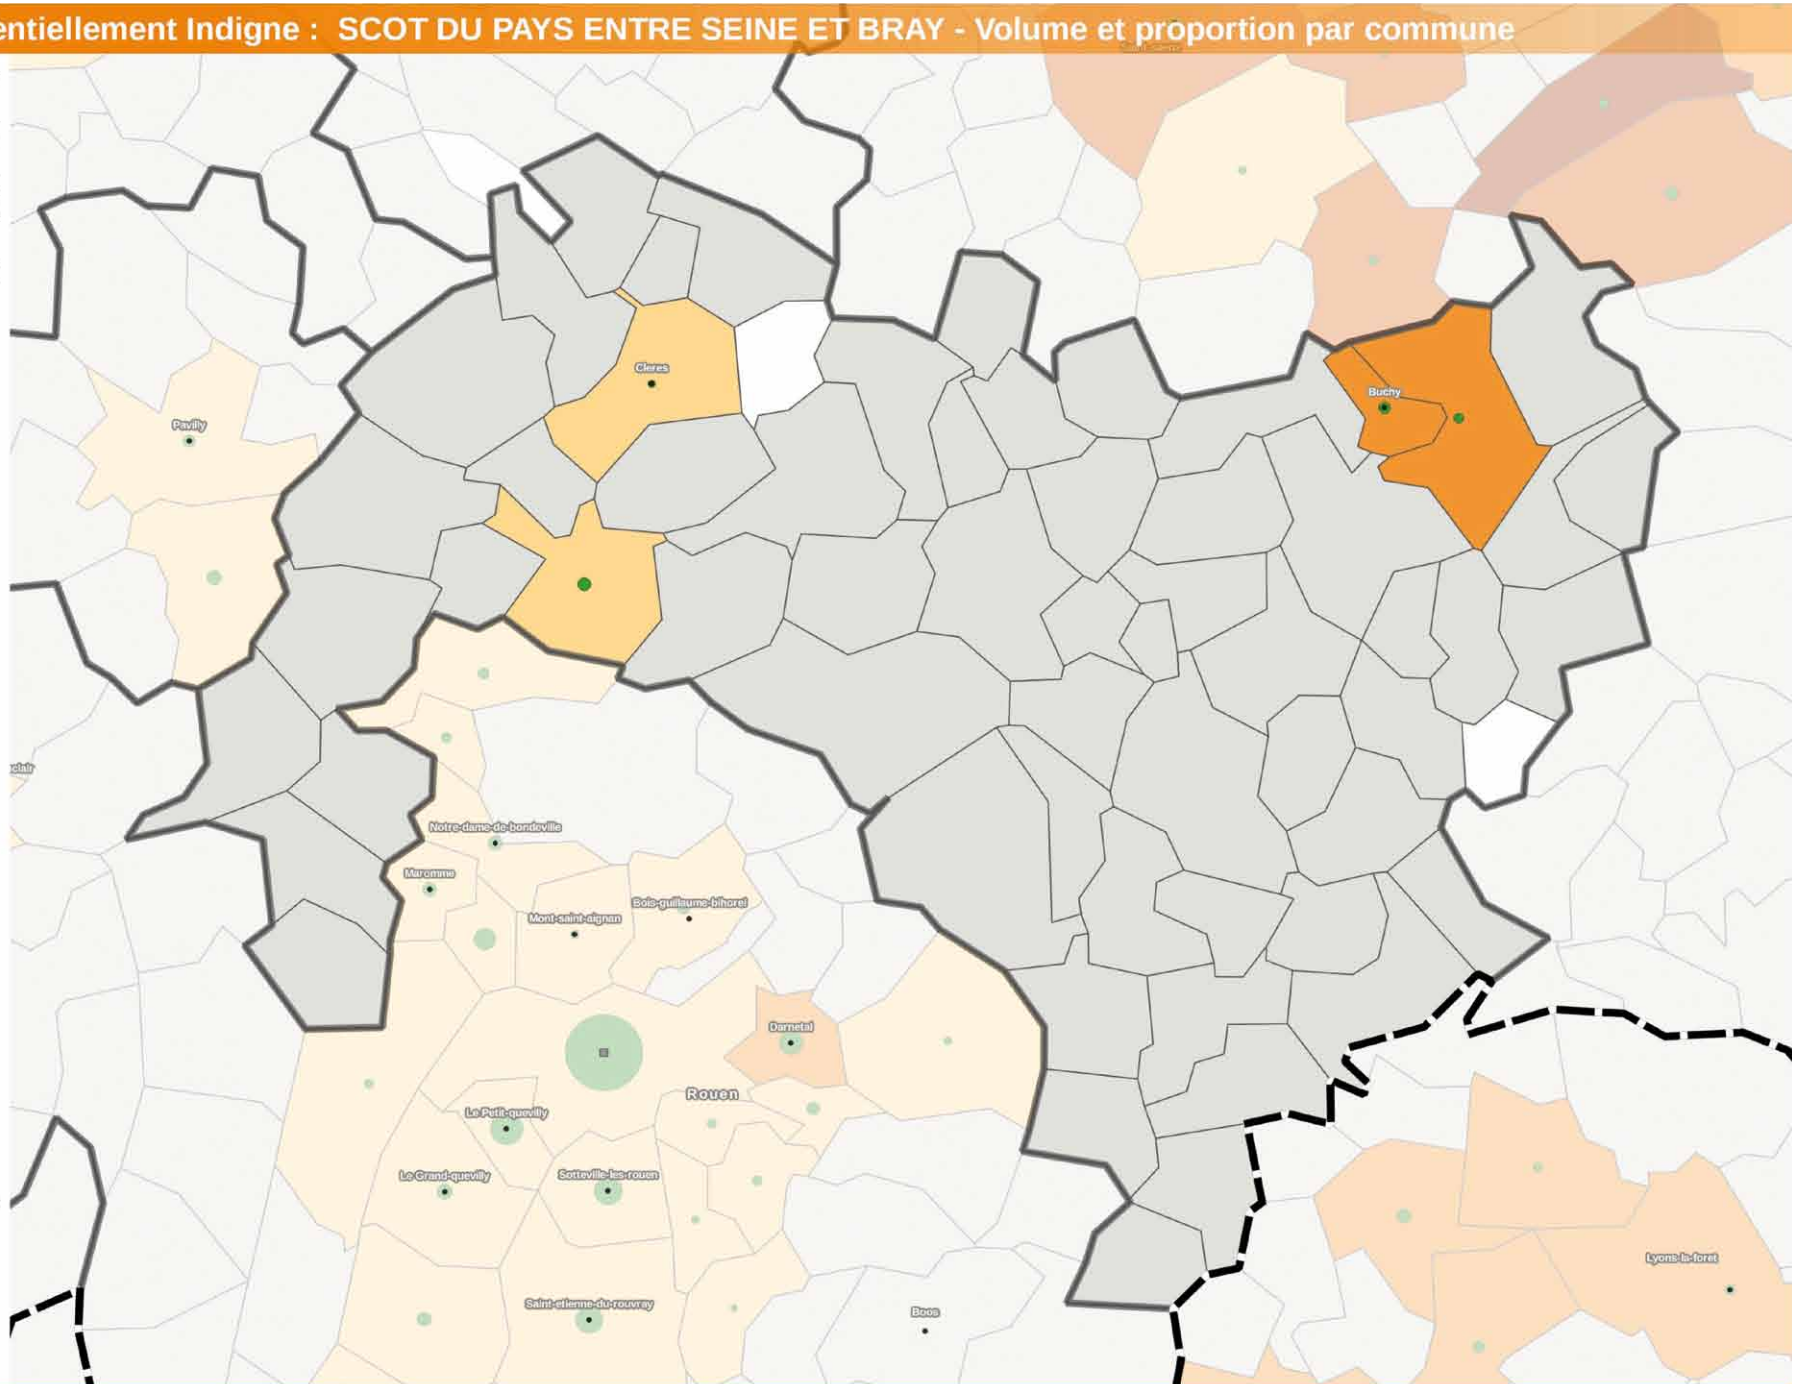 entiellement Indigne : SCOT DU PAYS ENTRE SEINE ET BRAY - Volume et proportion par commune
Cleres
Buchy
Pavilly
clair
Notre-dame-de-bondeville
Maromme
Bois-guillaume-bihorel
Mont-saint-aignan
Darnetal
Rouen
Le Petit-quevilly
Le Grand-quevilly
Sotteville-les-rouen
Lyons-la-foret
Saint-etienne-du-rouvray
Boos